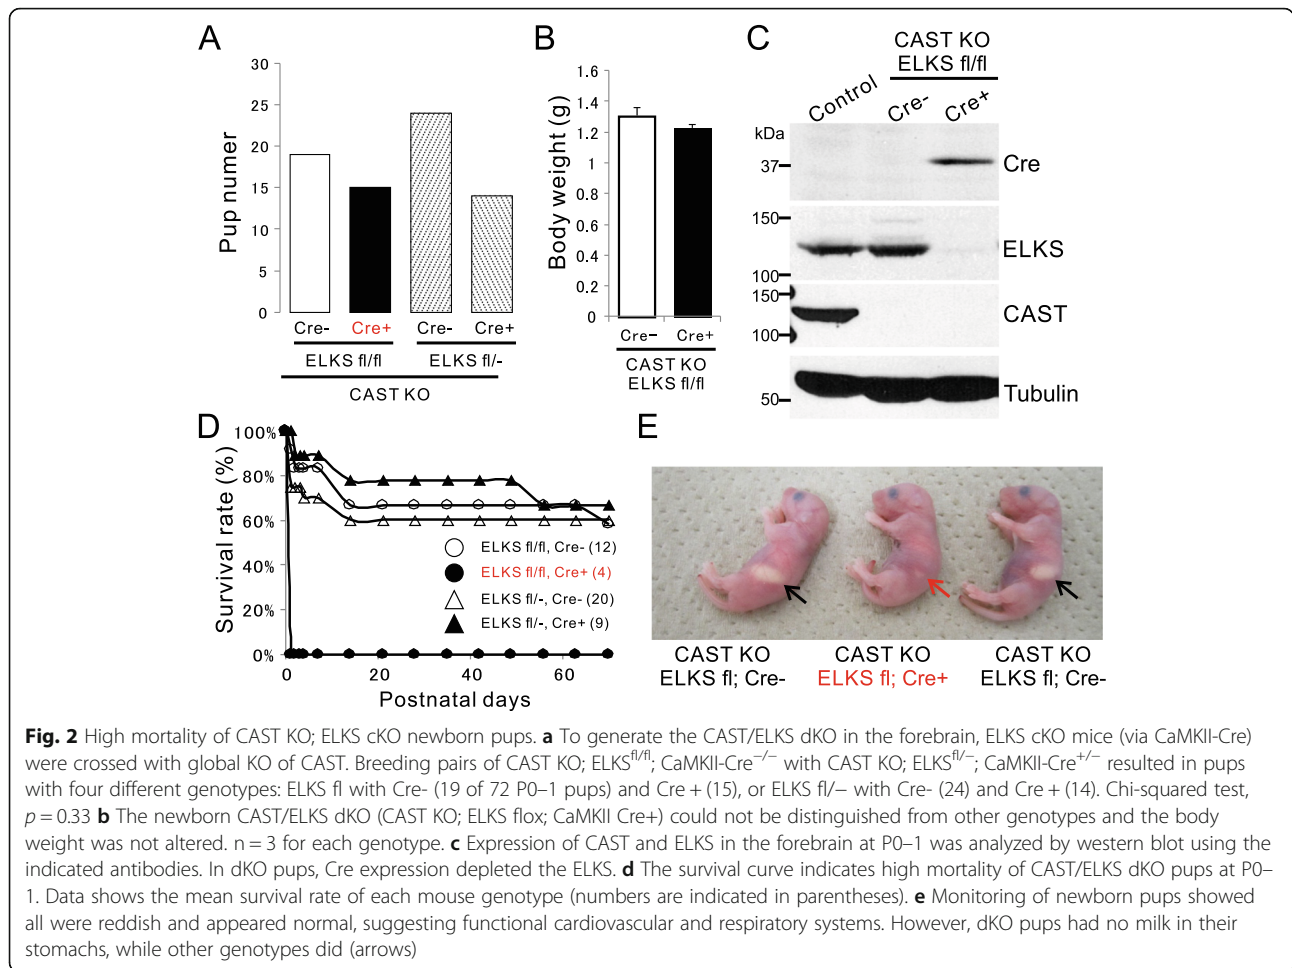 A
30
25
20
15
10
5
0
Pup numer
Cre- Cre+ Cre- Cre+
ELKS fl/fl ELKS fl/-
CAST KO
B
1.6
1.4
1.2
1
0.8
0.6
0.4
0.2
0
Body weight (g)
Cre- Cre+
CAST KO
ELKS fl/fl
C
CAST KO
ELKS fl/fl
Control Cre- Cre+
kDa
37 Cre
150
ELKS
100
150
CAST
100
50 Tubulin
D
100%
80%
60%
40%
20%
0%
Survival rate (%)
ELKS fl/fl, Cre- (12)
ELKS fl/fl, Cre+ (4)
ELKS fl/-, Cre- (20)
ELKS fl/-, Cre+ (9)
0 20 40 60
Postnatal days
E
CAST KO CAST KO CAST KO
ELKS fl; Cre- ELKS fl; Cre+ ELKS fl; Cre-
Fig. 2 High mortality of CAST KO; ELKS cKO newborn pups. a To generate the CAST/ELKS dKO in the forebrain, ELKS cKO mice (via CaMKII-Cre)
were crossed with global KO of CAST. Breeding pairs of CAST KO; ELKS^fl/fl; CaMKII-Cre^−/− with CAST KO; ELKS^fl/−; CaMKII-Cre^+/− resulted in pups
with four different genotypes: ELKS fl with Cre- (19 of 72 P0–1 pups) and Cre + (15), or ELKS fl/− with Cre- (24) and Cre + (14). Chi-squared test,
p = 0.33 b The newborn CAST/ELKS dKO (CAST KO; ELKS flox; CaMKII Cre+) could not be distinguished from other genotypes and the body
weight was not altered. n = 3 for each genotype. c Expression of CAST and ELKS in the forebrain at P0–1 was analyzed by western blot using the
indicated antibodies. In dKO pups, Cre expression depleted the ELKS. d The survival curve indicates high mortality of CAST/ELKS dKO pups at P0–
1. Data shows the mean survival rate of each mouse genotype (numbers are indicated in parentheses). e Monitoring of newborn pups showed
all were reddish and appeared normal, suggesting functional cardiovascular and respiratory systems. However, dKO pups had no milk in their
stomachs, while other genotypes did (arrows)